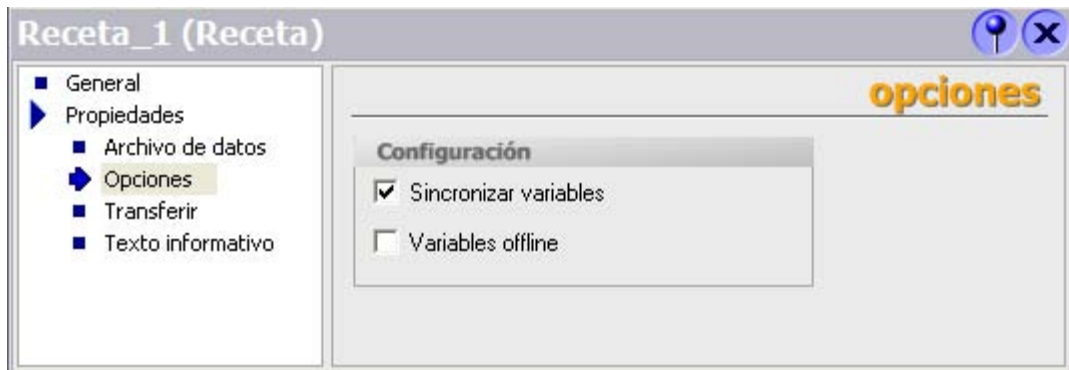 Receta_1 (Receta)
General
Propiedades
Archivo de datos
Opciones
Transferir
Texto informativo
opciones
Configuración
Sincronizar variables
Variables offline